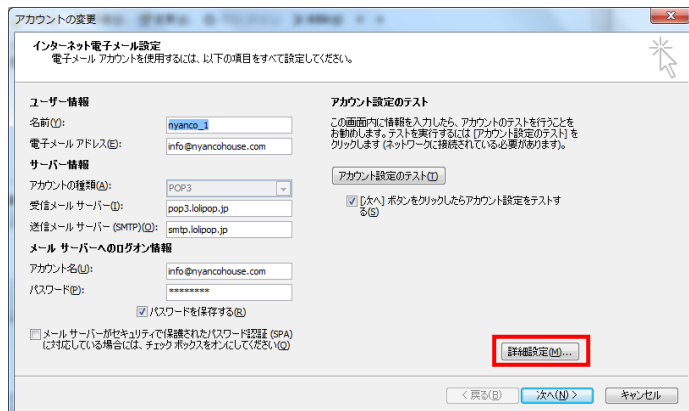 アカウントの変更
インターネット電子メール設定
電子メール アカウントを使用するには、以下の項目をすべて設定してください。
ユーザー情報
名前(Y):
nyanco_1
電子メール アドレス(E):
info@nyancohouse.com
サーバー情報
アカウントの種類(A):
POP3
受信メール サーバー(I):
pop3.lolipop.jp
送信メール サーバー (SMTP)(O):
smtp.lolipop.jp
メール サーバーへのログオン情報
アカウント名(U):
info@nyancohouse.com
パスワード(P):
********
パスワードを保存する(R)
メール サーバーがセキュリティで保護されたパスワード認証 (SPA)
に対応している場合には、チェック ボックスをオンにしてください(Q)
アカウント設定のテスト
この画面内に情報を入力したら、アカウントのテストを行うことを
お勧めします。テストを実行するには [アカウント設定のテスト] を
クリックします (ネットワークに接続されている必要があります)。
アカウント設定のテスト(T)
[次へ] ボタンをクリックしたらアカウント設定をテストす
る(S)
詳細設定(M)...
< 戻る(B)
次へ(N) >
キャンセル